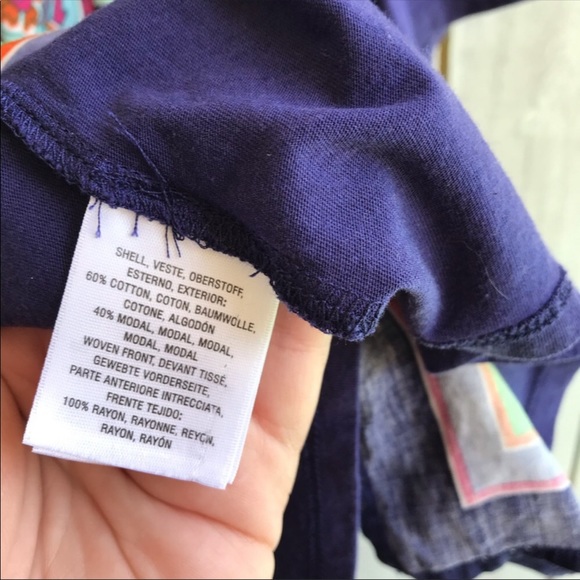 SHELL, VESTE, OBERSTOFF,
ESTERNO, EXTERIOR:
60% COTTON, COTON, BAUMWOLLE,
COTONE, ALGODÓN
40% MODAL, MODAL, MODAL,
MODAL, MODAL
WOVEN FRONT, DEVANT TISSÉ,
GEWEBTE VORDERSEITE,
PARTE ANTERIORE INTRECCIATA,
FRENTE TEJIDO:
100% RAYON, RAYONNE, REYON,
RAYON, RAYÓN